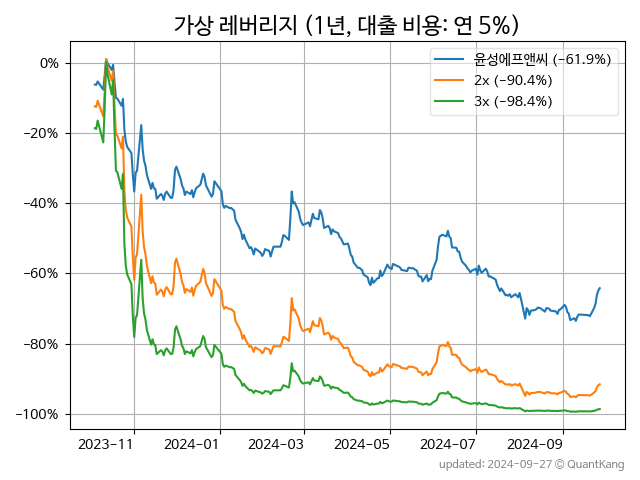 가상 레버리지 (1년, 대출 비용: 연 5%)
윤성에프앤씨 (−61.9%)
2x (−90.4%)
3x (−98.4%)
0%
−20%
−40%
−60%
−80%
−100%
2023-11
2024-01
2024-03
2024-05
2024-07
2024-09
updated: 2024-09-27 © QuantKang